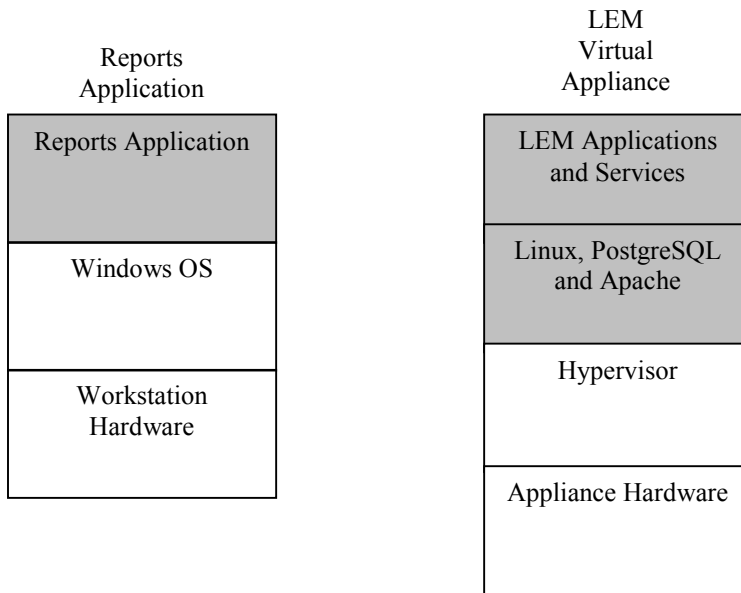 Reports
Application
Reports Application
Windows OS
Workstation
Hardware
LEM
Virtual
Appliance
LEM Applications
and Services
Linux, PostgreSQL
and Apache
Hypervisor
Appliance Hardware